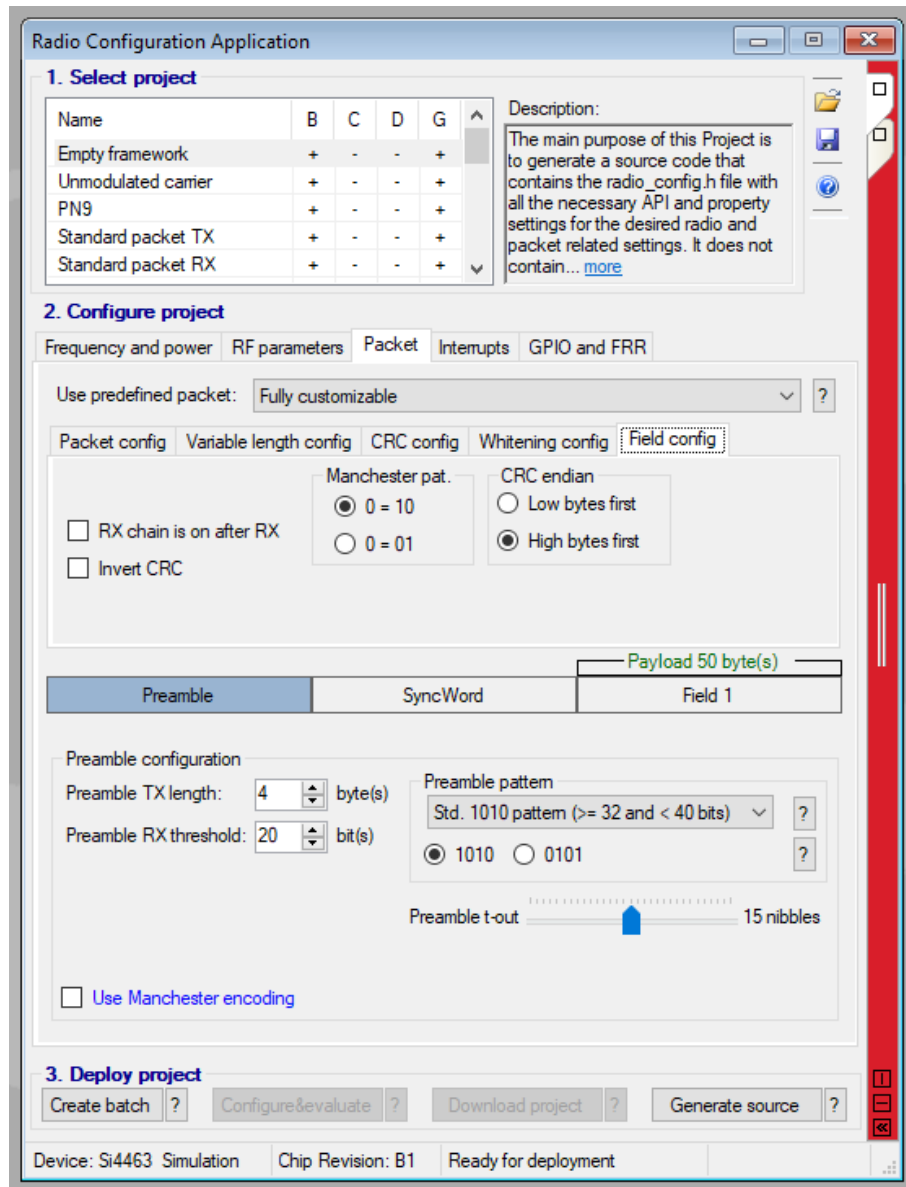 Radio Configuration Application
1. Select project
Name B C D G
Empty framework + - - +
Unmodulated carrier + - - +
PN9 + - - +
Standard packet TX + - - +
Standard packet RX + - - +
Description:
The main purpose of this Project is
to generate a source code that
contains the radio_config.h file with
all the necessary API and property
settings for the desired radio and
packet related settings. It does not
contain... more
2. Configure project
Frequency and power RF parameters Packet Interrupts GPIO and FRR
Use predefined packet: Fully customizable ?
Packet config Variable length config CRC config Whitening config Field config
Manchester pat. CRC endian
0 = 10 Low bytes first
RX chain is on after RX
0 = 01 High bytes first
Invert CRC
Payload 50 byte(s)
Preamble SyncWord Field 1
Preamble configuration
Preamble TX length: 4 byte(s)
Preamble pattern
Std. 1010 pattern (>= 32 and < 40 bits) ?
Preamble RX threshold: 20 bit(s)
1010 0101 ?
Preamble t-out 15 nibbles
Use Manchester encoding
3. Deploy project
Create batch ? Configure&evaluate ? Download project ? Generate source ?
Device: Si4463 Simulation Chip Revision: B1 Ready for deployment